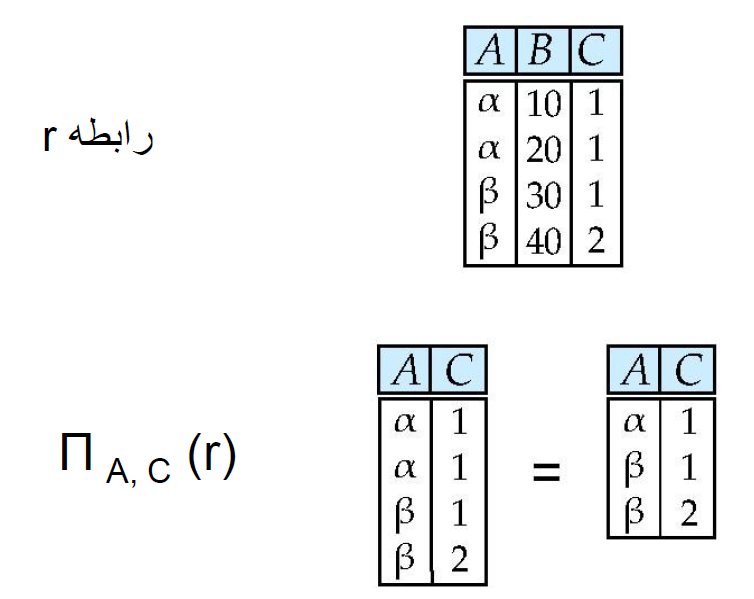 A B C
رابطه r
α 10 1
α 20 1
β 30 1
β 40 2
A C
A C
Π A, C (r)
α 1
α 1
β 1
β 2
=
α 1
β 1
β 2